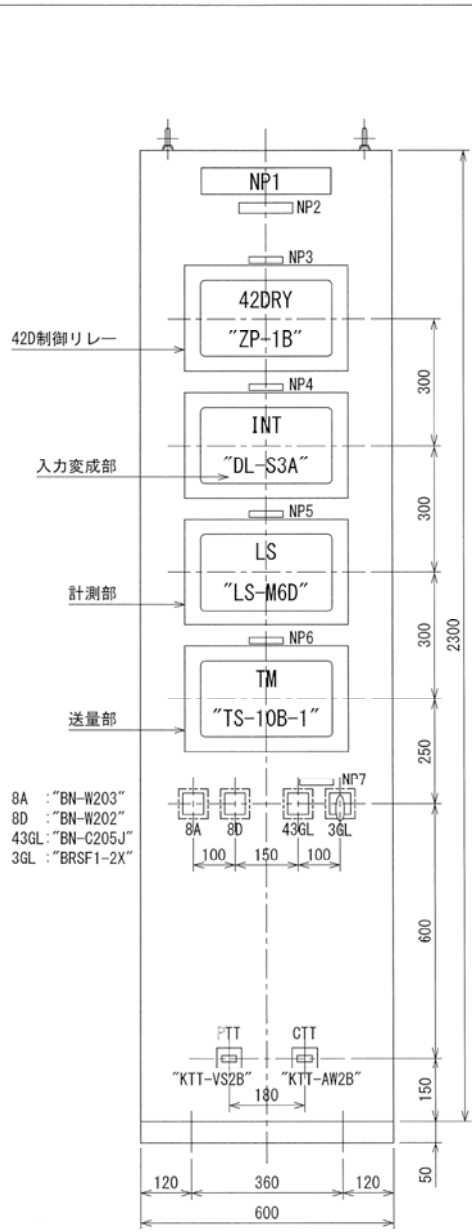 NP1
NP2
NP3
42DRY
"ZP-1B"
42D制御リレー
NP4
INT
"DL-S3A"
入力変成部
NP5
LS
"LS-M6D"
計測部
NP6
TM
"TS-10B-1"
送量部
NP7
8A :"BN-W203"
8D :"BN-W202"
43GL :"BN-C205J"
3GL :"BRSF1-2X"
8A 8D 43GL 3GL
100 150 100
PTT CTT
"KTT-VS2B" "KTT-AW2B"
180
120 360 120
600
300
300
300
250
600
150
50
2300